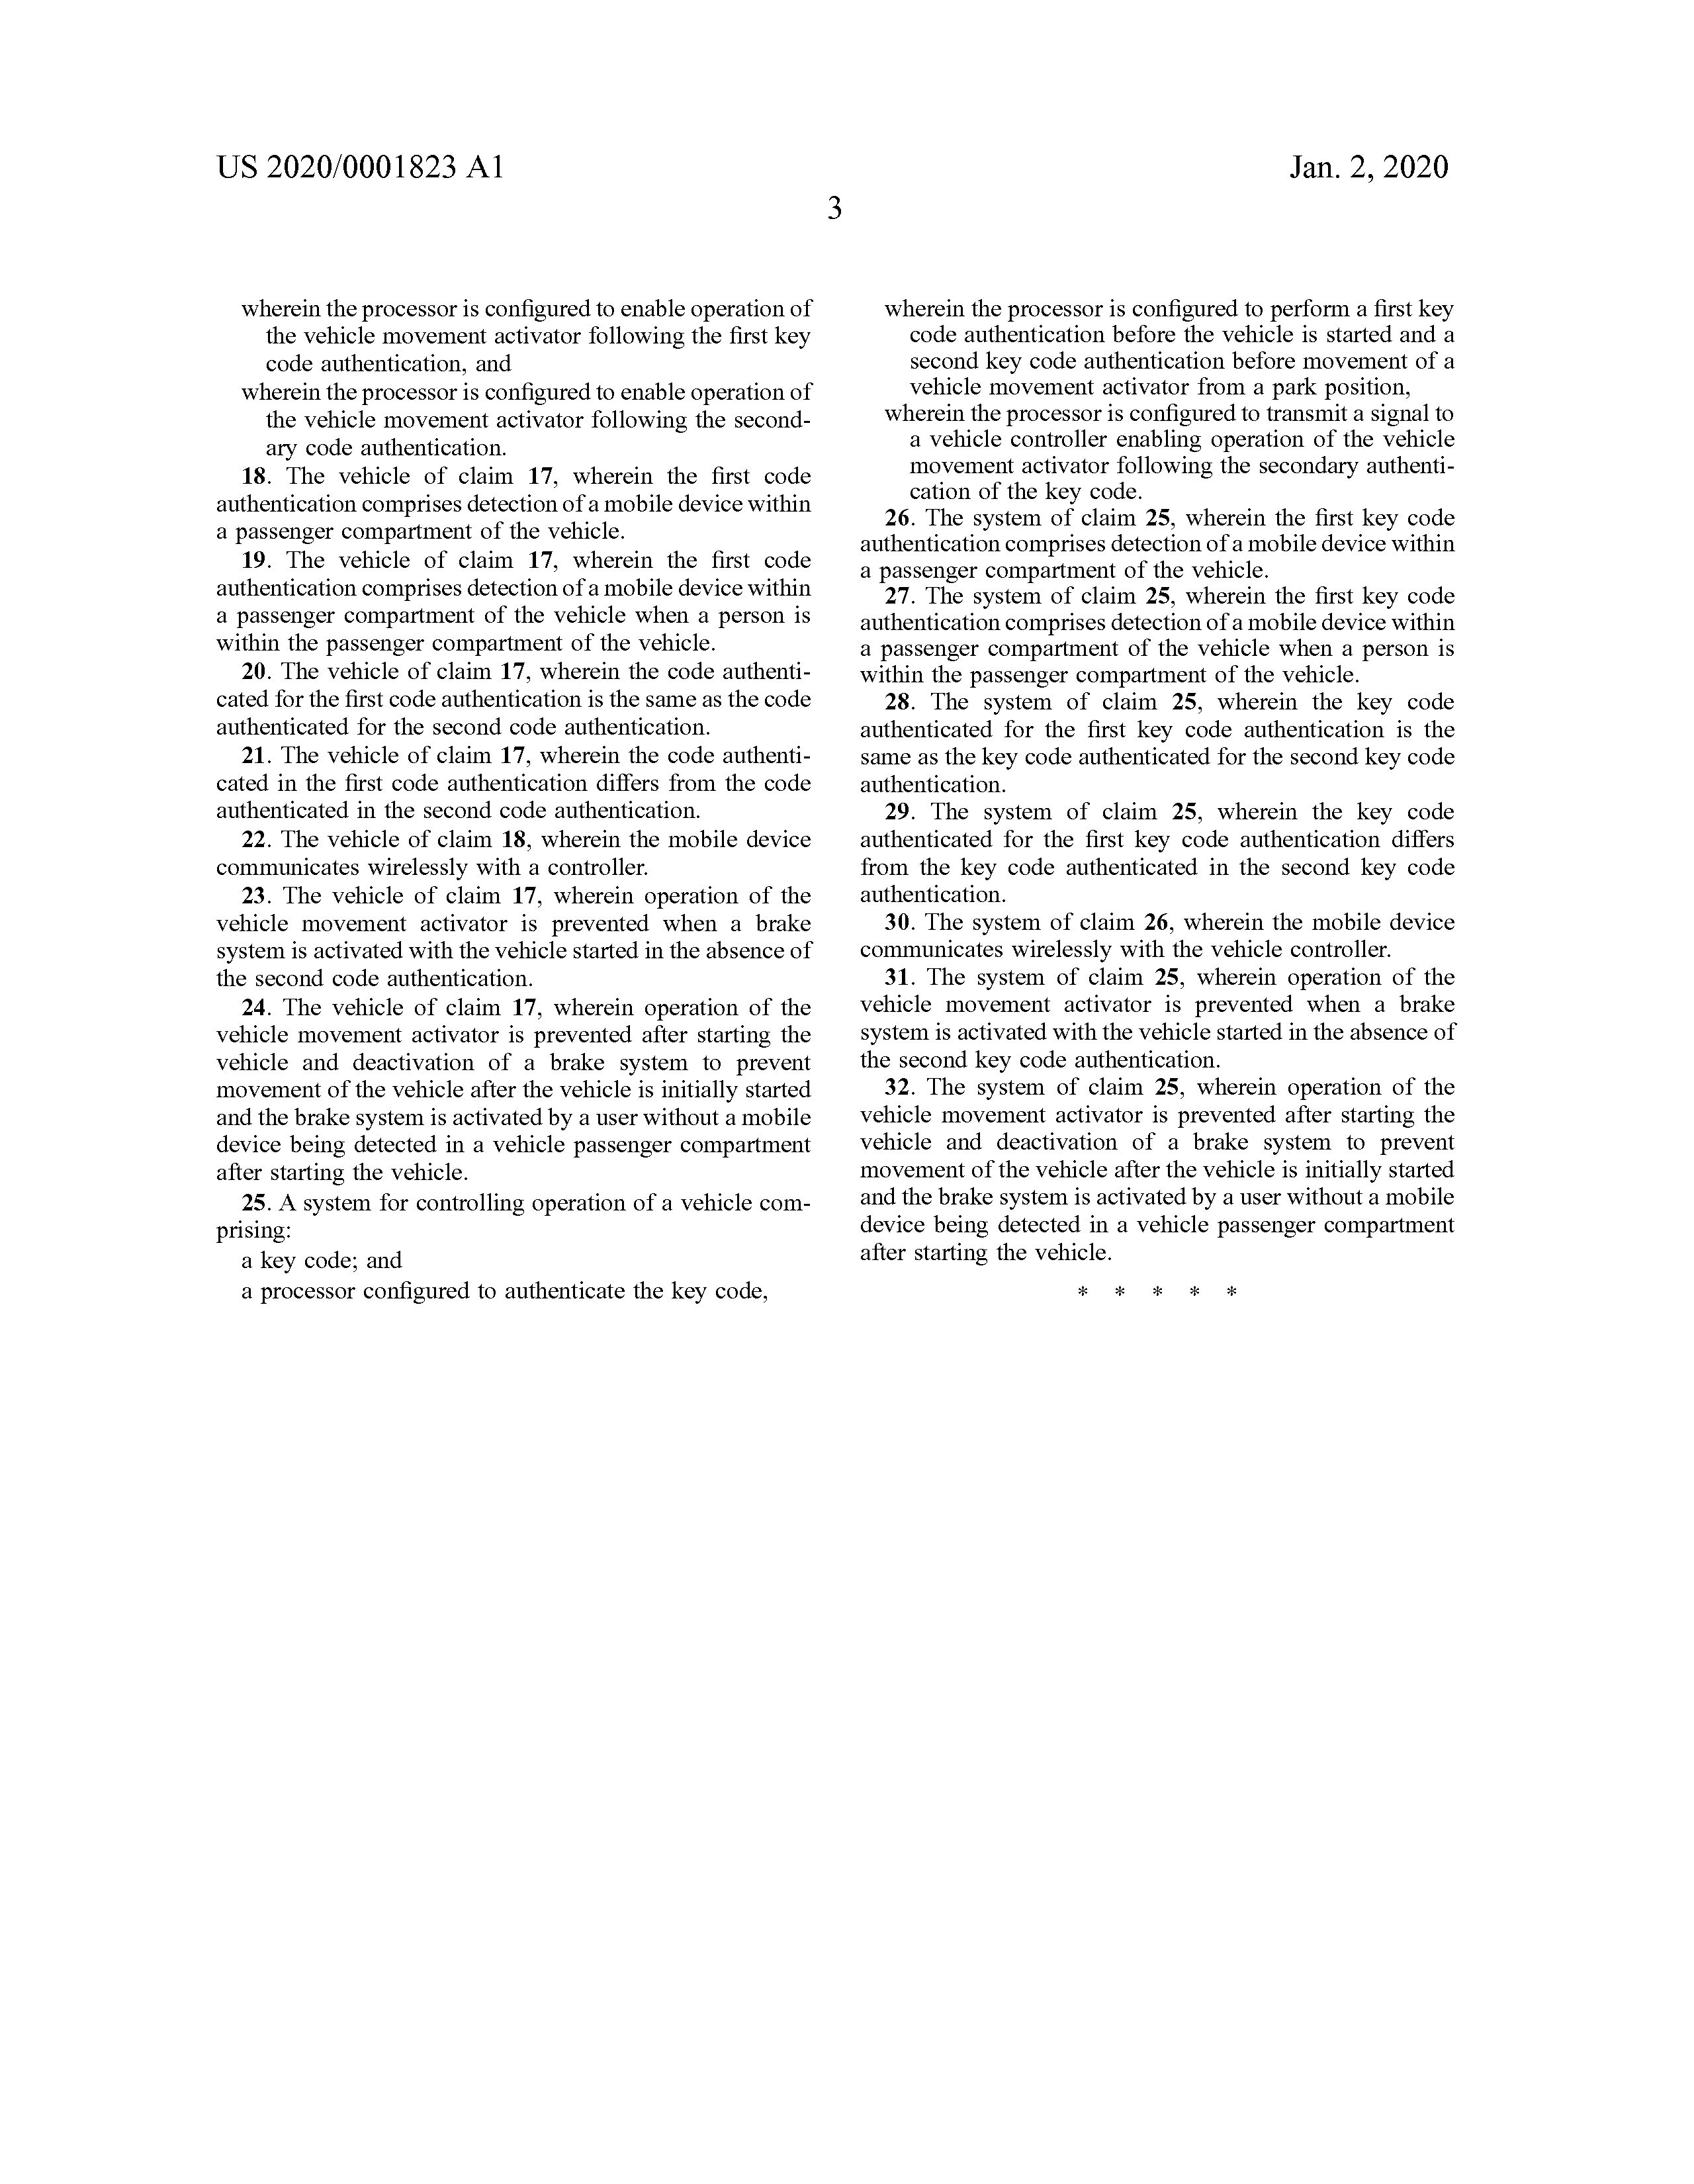 US 2020/0001823 A1
Jan. 2, 2020
3
wherein the processor is configured to enable operation of
the vehicle movement activator following the first key
code authentication, and
wherein the processor is configured to enable operation of
the vehicle movement activator following the second-
ary code authentication.
18. The vehicle of claim 17, wherein the first code
authentication comprises detection of a mobile device within
a passenger compartment of the vehicle.
19. The vehicle of claim 17, wherein the first code
authentication comprises detection of a mobile device within
a passenger compartment of the vehicle when a person is
within the passenger compartment of the vehicle.
20. The vehicle of claim 17, wherein the code authenti-
cated for the first code authentication is the same as the code
authenticated for the second code authentication.
21. The vehicle of claim 17, wherein the code authenti-
cated in the first code authentication differs from the code
authenticated in the second code authentication.
22. The vehicle of claim 18, wherein the mobile device
communicates wirelessly with a controller.
23. The vehicle of claim 17, wherein operation of the
vehicle movement activator is prevented when a brake
system is activated with the vehicle started in the absence of
the second code authentication.
24. The vehicle of claim 17, wherein operation of the
vehicle movement activator is prevented after starting the
vehicle and deactivation of a brake system to prevent
movement of the vehicle after the vehicle is initially started
and the brake system is activated by a user without a mobile
device being detected in a vehicle passenger compartment
after starting the vehicle.
25. A system for controlling operation of a vehicle com-
prising:
a key code; and
a processor configured to authenticate the key code,
wherein the processor is configured to perform a first key
code authentication before the vehicle is started and a
second key code authentication before movement of a
vehicle movement activator from a park position,
wherein the processor is configured to transmit a signal to
a vehicle controller enabling operation of the vehicle
movement activator following the secondary authenti-
cation of the key code.
26. The system of claim 25, wherein the first key code
authentication comprises detection of a mobile device within
a passenger compartment of the vehicle.
27. The system of claim 25, wherein the first key code
authentication comprises detection of a mobile device within
a passenger compartment of the vehicle when a person is
within the passenger compartment of the vehicle.
28. The system of claim 25, wherein the key code
authenticated for the first key code authentication is the
same as the key code authenticated for the second key code
authentication.
29. The system of claim 25, wherein the key code
authenticated for the first key code authentication differs
from the key code authenticated in the second key code
authentication.
30. The system of claim 26, wherein the mobile device
communicates wirelessly with the vehicle controller.
31. The system of claim 25, wherein operation of the
vehicle movement activator is prevented when a brake
system is activated with the vehicle started in the absence of
the second key code authentication.
32. The system of claim 25, wherein operation of the
vehicle movement activator is prevented after starting the
vehicle and deactivation of a brake system to prevent
movement of the vehicle after the vehicle is initially started
and the brake system is activated by a user without a mobile
device being detected in a vehicle passenger compartment
after starting the vehicle.
* * * * *